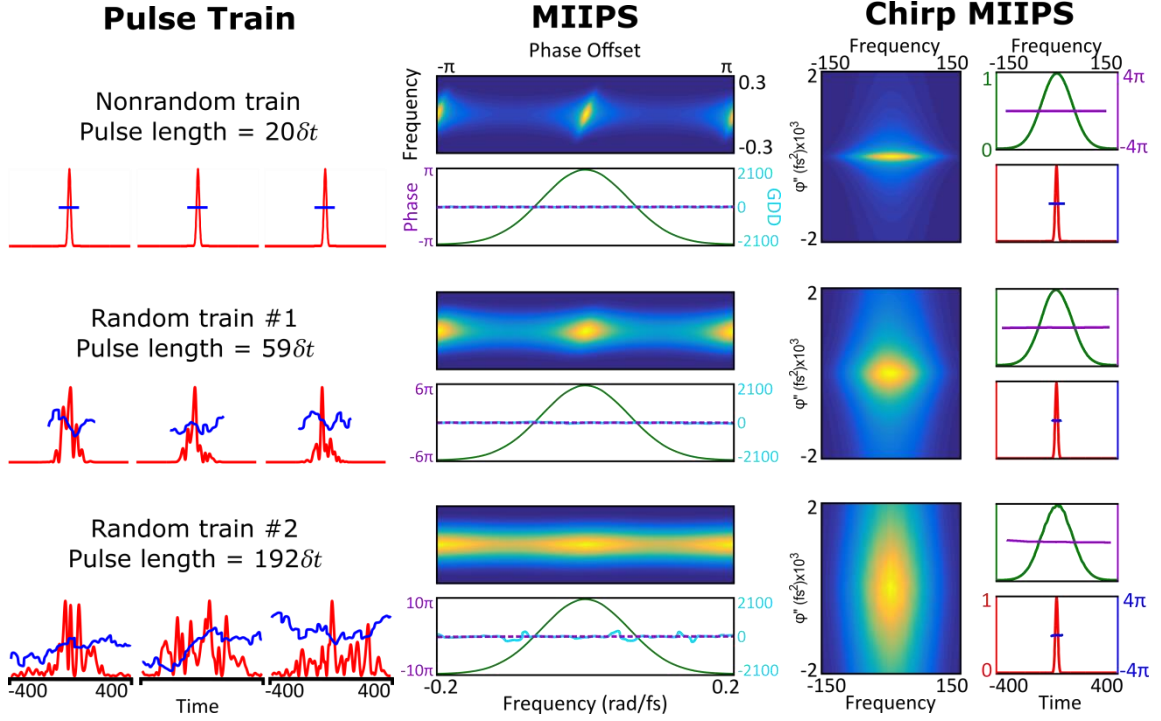 Pulse Train
MIIPS
Chirp MIIPS
Phase Offset
-π
π
Frequency
0.3
-0.3
Frequency
-150
150
Frequency
-150
150
Nonrandom train
Pulse length = 20δt
2
φ" (fs²)x10³
-2
1
0
4π
-4π
Phase
π
-π
2100
0
-2100
GDD
Random train #1
Pulse length = 59δt
6π
-6π
2100
0
-2100
2
φ" (fs²)x10³
-2
Random train #2
Pulse length = 192δt
10π
-10π
2100
0
-2100
2
φ" (fs²)x10³
-2
1
0
4π
-4π
-400
400
Time
-0.2
0.2
Frequency (rad/fs)
-150
150
Frequency
-400
400
Time